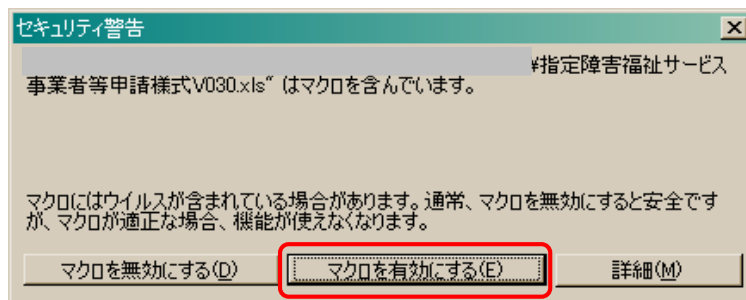 セキュリティ警告
¥指定障害福祉サービス
事業者等申請様式V030.xls" はマクロを含んでいます。
マクロにはウイルスが含まれている場合があります。通常、マクロを無効にすると安全です
が、マクロが適正な場合、機能が使えなくなります。
マクロを無効にする(D) マクロを有効にする(E) 詳細(M)